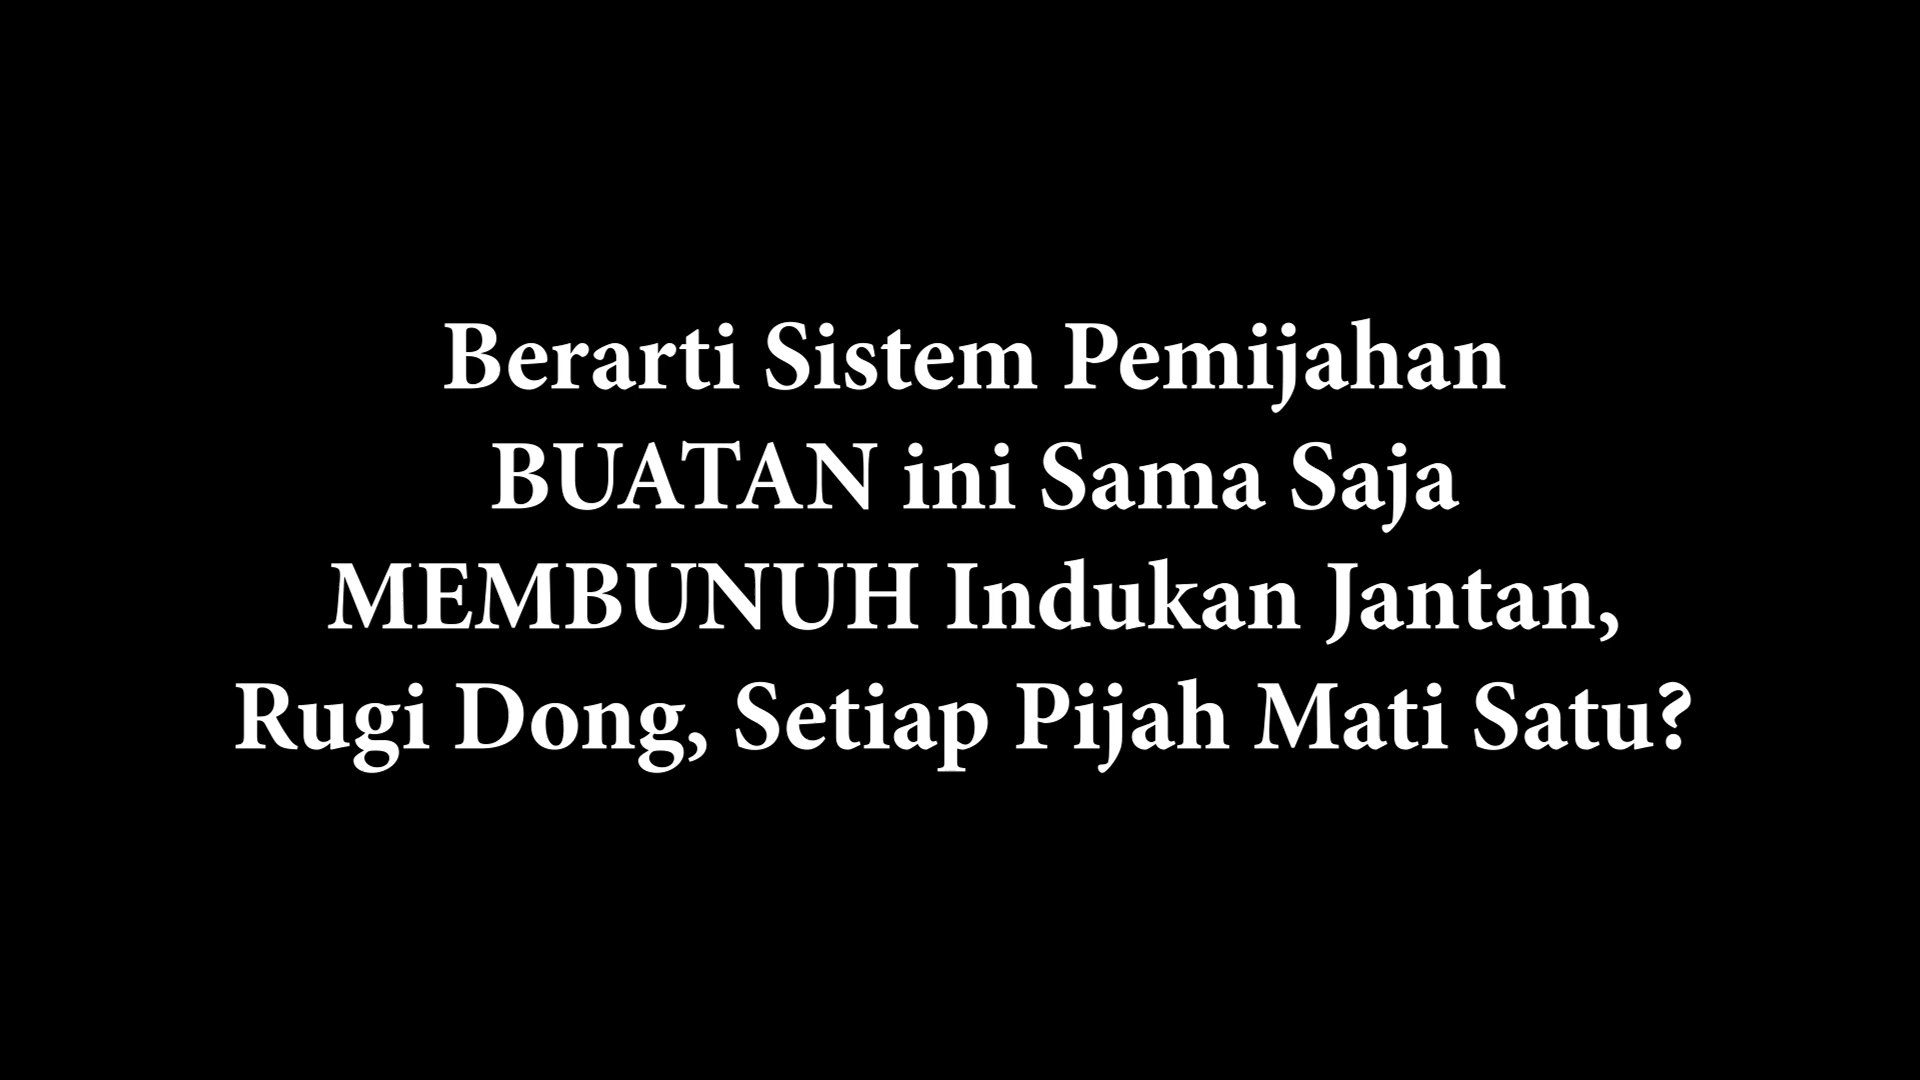 Berarti Sistem Pemijahan
BUATAN ini Sama Saja
MEMBUNUH Indukan Jantan,
Rugi Dong, Setiap Pijah Mati Satu?